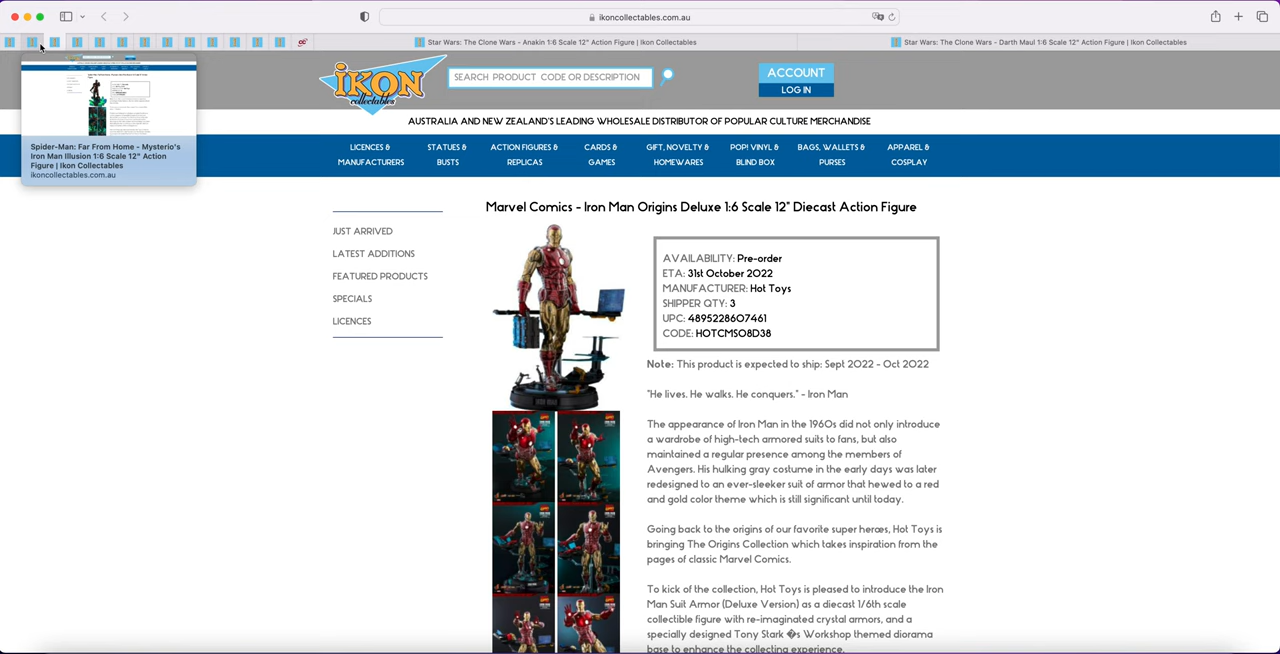 ikoncollectables.com.au
Star Wars: The Clone Wars - Anakin 1:6 Scale 12" Action Figure | Ikon Collectables
Star Wars: The Clone Wars - Darth Maul 1:6 Scale 12" Action Figure | Ikon Collectables
Spider-Man: Far From Home - Mysterio's
Iron Man Illusion 1:6 Scale 12" Action
Figure | Ikon Collectables
ikoncollectables.com.au
iKON
collectables
SEARCH PRODUCT CODE OR DESCRIPTION
ACCOUNT
LOG IN
AUSTRALIA AND NEW ZEALAND'S LEADING WHOLESALE DISTRIBUTOR OF POPULAR CULTURE MERCHANDISE
LICENCES &
MANUFACTURERS
STATUES &
BUSTS
ACTION FIGURES &
REPLICAS
CARDS &
GAMES
GIFT, NOVELTY &
HOMEWARES
POP! VINYL &
BLIND BOX
BAGS, WALLETS &
PURSES
APPAREL &
COSPLAY
JUST ARRIVED
LATEST ADDITIONS
FEATURED PRODUCTS
SPECIALS
LICENCES
Marvel Comics - Iron Man Origins Deluxe 1:6 Scale 12" Diecast Action Figure
AVAILABILITY: Pre-order
ETA: 31st October 2022
MANUFACTURER: Hot Toys
SHIPPER QTY: 3
UPC: 4895228607461
CODE: HOTCMS08D38
Note: This product is expected to ship: Sept 2022 - Oct 2022
"He lives. He walks. He conquers." - Iron Man
The appearance of Iron Man in the 1960s did not only introduce
a wardrobe of high-tech armored suits to fans, but also
maintained a regular presence among the members of
Avengers. His hulking gray costume in the early days was later
redesigned to an ever-sleeker suit of armor that hewed to a red
and gold color theme which is still significant until today.
Going back to the origins of our favorite super heroes, Hot Toys is
bringing The Origins Collection which takes inspiration from the
pages of classic Marvel Comics.
To kick of the collection, Hot Toys is pleased to introduce the Iron
Man Suit Armor (Deluxe Version) as a diecast 1/6th scale
collectible figure with re-imaginated crystal armors, and a
specially designed Tony Stark �s Workshop themed diorama
base to enhance the collecting experience.